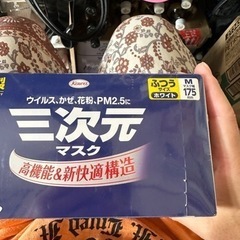 Kowa
ウイルス、かぜ、花粉、PM2.5に
三次元
マスク
高機能&新快適構造
ふつう
サイズ
ホワイト
M
175